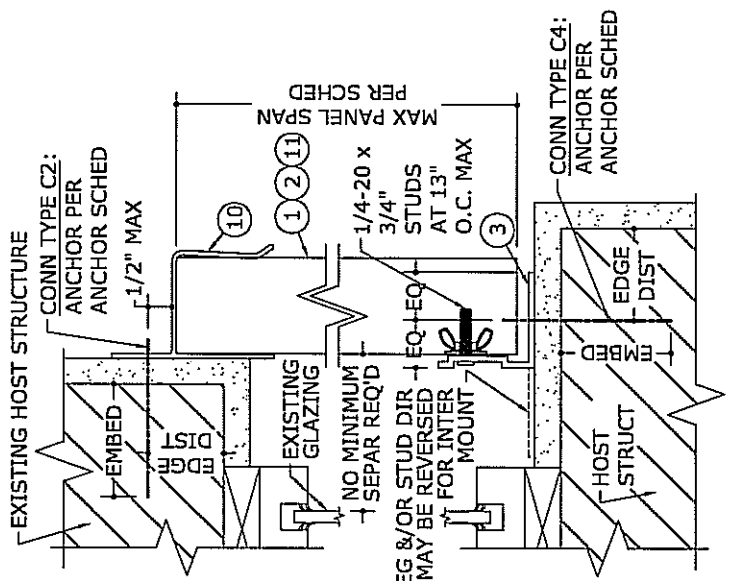 EXISTING HOST STRUCTURE
CONN TYPE C2:
ANCHOR PER
ANCHOR SCHED
1/2" MAX
EMBED
EDGE
DIST
10
MAX PANEL SPAN
PER SCHED
1 2 11
EXISTING
GLAZING
NO MINIMUM
SEPAR REQ'D
1/4-20 x
3/4"
STUDS
AT 13"
O.C. MAX
EQ EQ
3
EG &/OR STUD DIR
MAY BE REVERSED
FOR INTER
MOUNT
HOST
STRUCT
EMBED
EDGE
DIST
CONN TYPE C4:
ANCHOR PER
ANCHOR SCHED